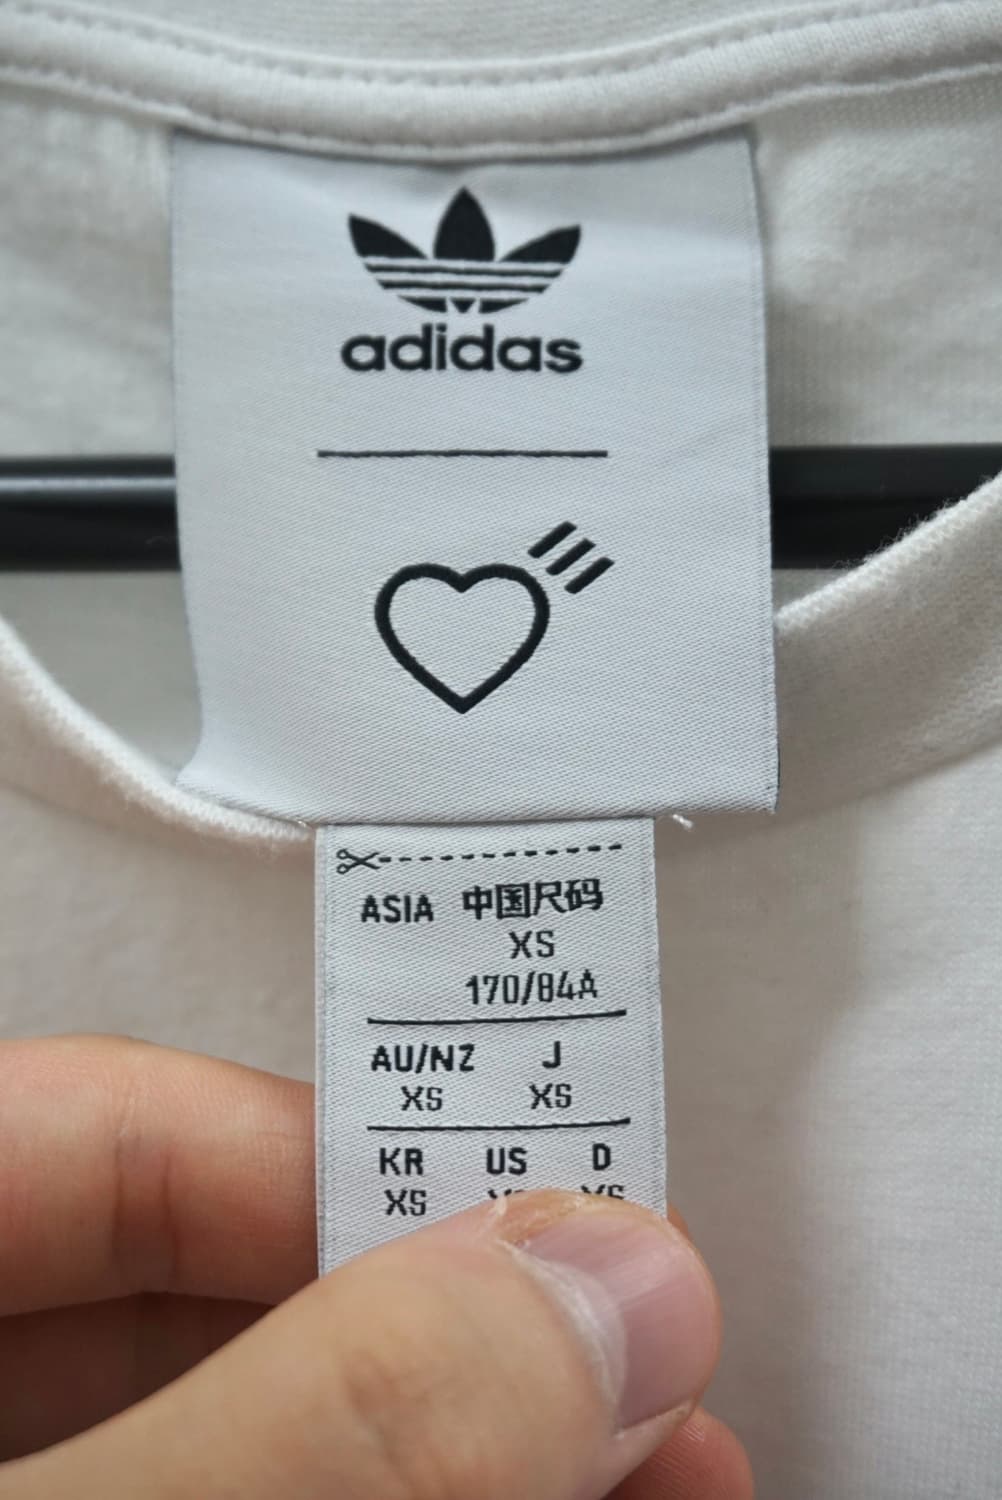 adidas
ASIA 中国尺码
XS
170/84A
AU/NZ J
XS XS
KR US D
XS